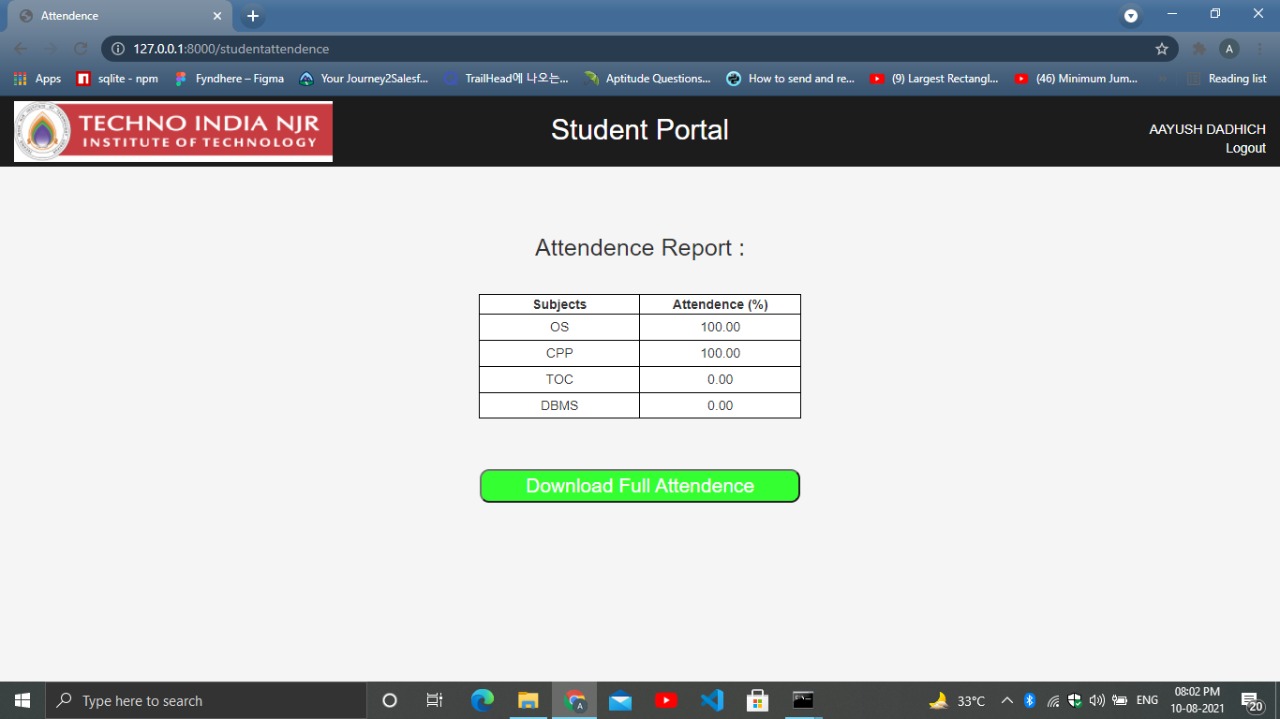 Attendence
127.0.0.1:8000/studentattendence
A
Apps
sqlite - npm
Fyndhere – Figma
Your Journey2Salesf...
TrailHead에 나오는...
Aptitude Questions...
How to send and re...
(9) Largest Rectangl...
(46) Minimum Jum...
Reading list
TECHNO INDIA NJR
INSTITUTE OF TECHNOLOGY
Student Portal
AAYUSH DADHICH
Logout
Attendence Report :
Subjects Attendence (%)
OS 100.00
CPP 100.00
TOC 0.00
DBMS 0.00
Download Full Attendence
Type here to search
A
33°C
ENG
08:02 PM
10-08-2021
20